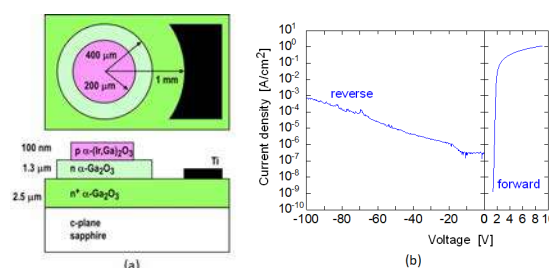 (a)
400 µm
200 µm
1 mm
100 nm
p α-(Ir,Ga)2O3
1.3 µm
n α-Ga2O3
Ti
2.5 µm
n+ α-Ga2O3
c-plane
sapphire
(a)
Current density [A/cm2]
10^1
10^0
10^-1
10^-2
10^-3
10^-4
10^-5
10^-6
10^-7
10^-8
10^-9
10^-10
reverse
forward
-100 -80 -60 -40 -20 0 2 4 6 8
Voltage [V]
(b)